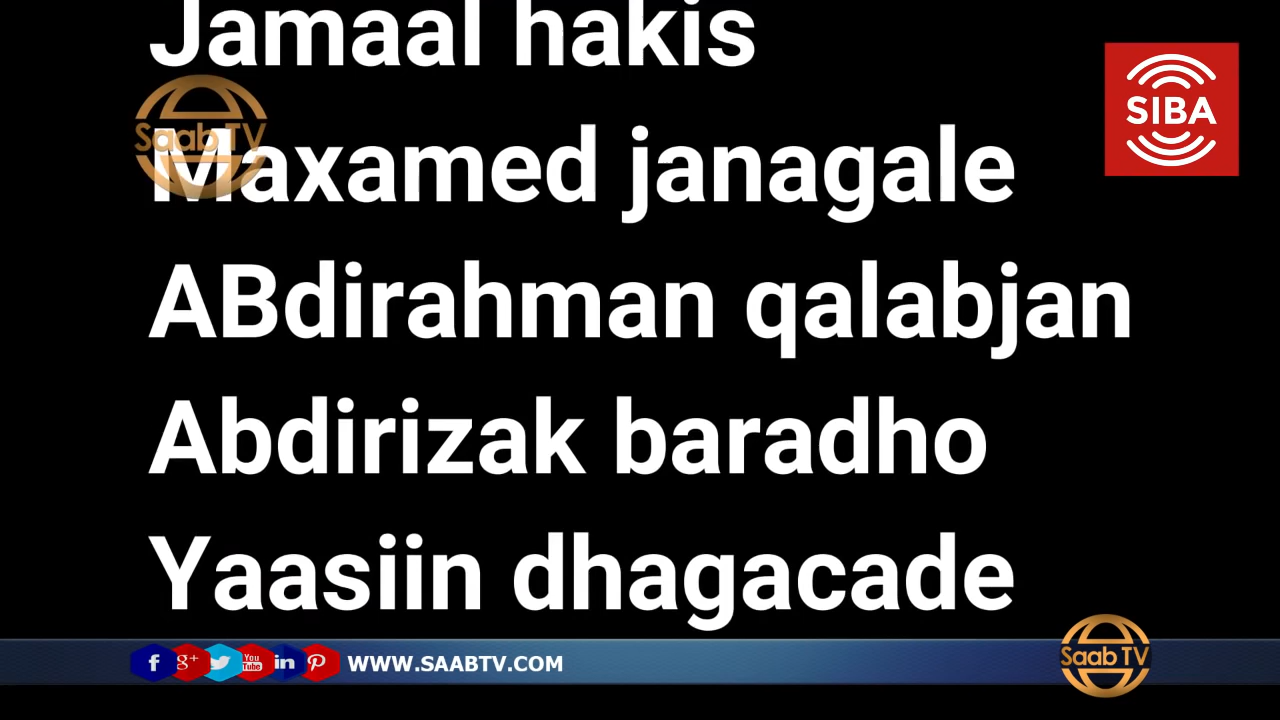 Jamaal hakis
Saab TV
SIBA
Maxamed janagale
ABdirahman qalabjan
Abdirizak baradho
Yaasiin dhagacade
f g+ You Tube in
WWW.SAABTV.COM
Saab TV